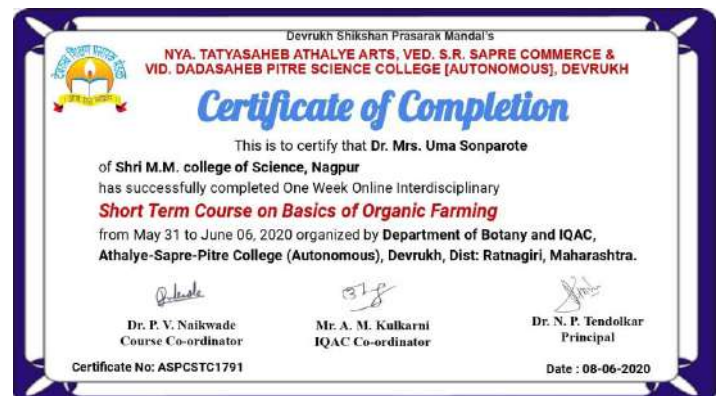 Devrukh Shikshan Prasarak Mandal's
NYA. TATYASAHEB ATHALYE ARTS, VED. S.R. SAPRE COMMERCE &
VID. DADASAHEB PITRE SCIENCE COLLEGE [AUTONOMOUS], DEVRUKH
Certificate of Completion
This is to certify that Dr. Mrs. Uma Sonparote
of Shri M.M. college of Science, Nagpur
has successfully completed One Week Online Interdisciplinary
Short Term Course on Basics of Organic Farming
from May 31 to June 06, 2020 organized by Department of Botany and IQAC,
Athalye-Sapre-Pitre College (Autonomous), Devrukh, Dist: Ratnagiri, Maharashtra.
Dr. P. V. Naikwade
Course Co-ordinator
Mr. A. M. Kulkarni
IQAC Co-ordinator
Dr. N. P. Tendolkar
Principal
Certificate No: ASPCSTC1791
Date : 08-06-2020